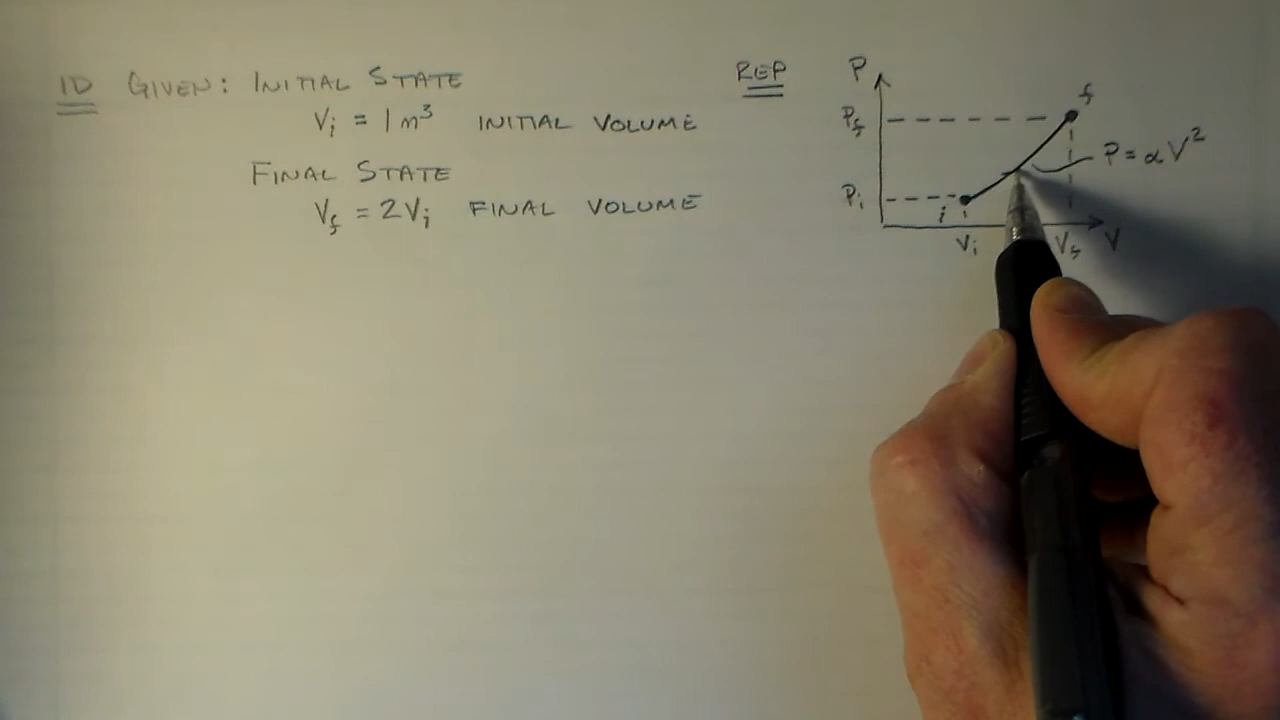 ID GIVEN: INITIAL STATE
Vi = 1 m³ INITIAL VOLUME
FINAL STATE
Vf = 2Vi FINAL VOLUME
REP
P
f
Pf
P = αV²
Pi
i
Vi Vf V